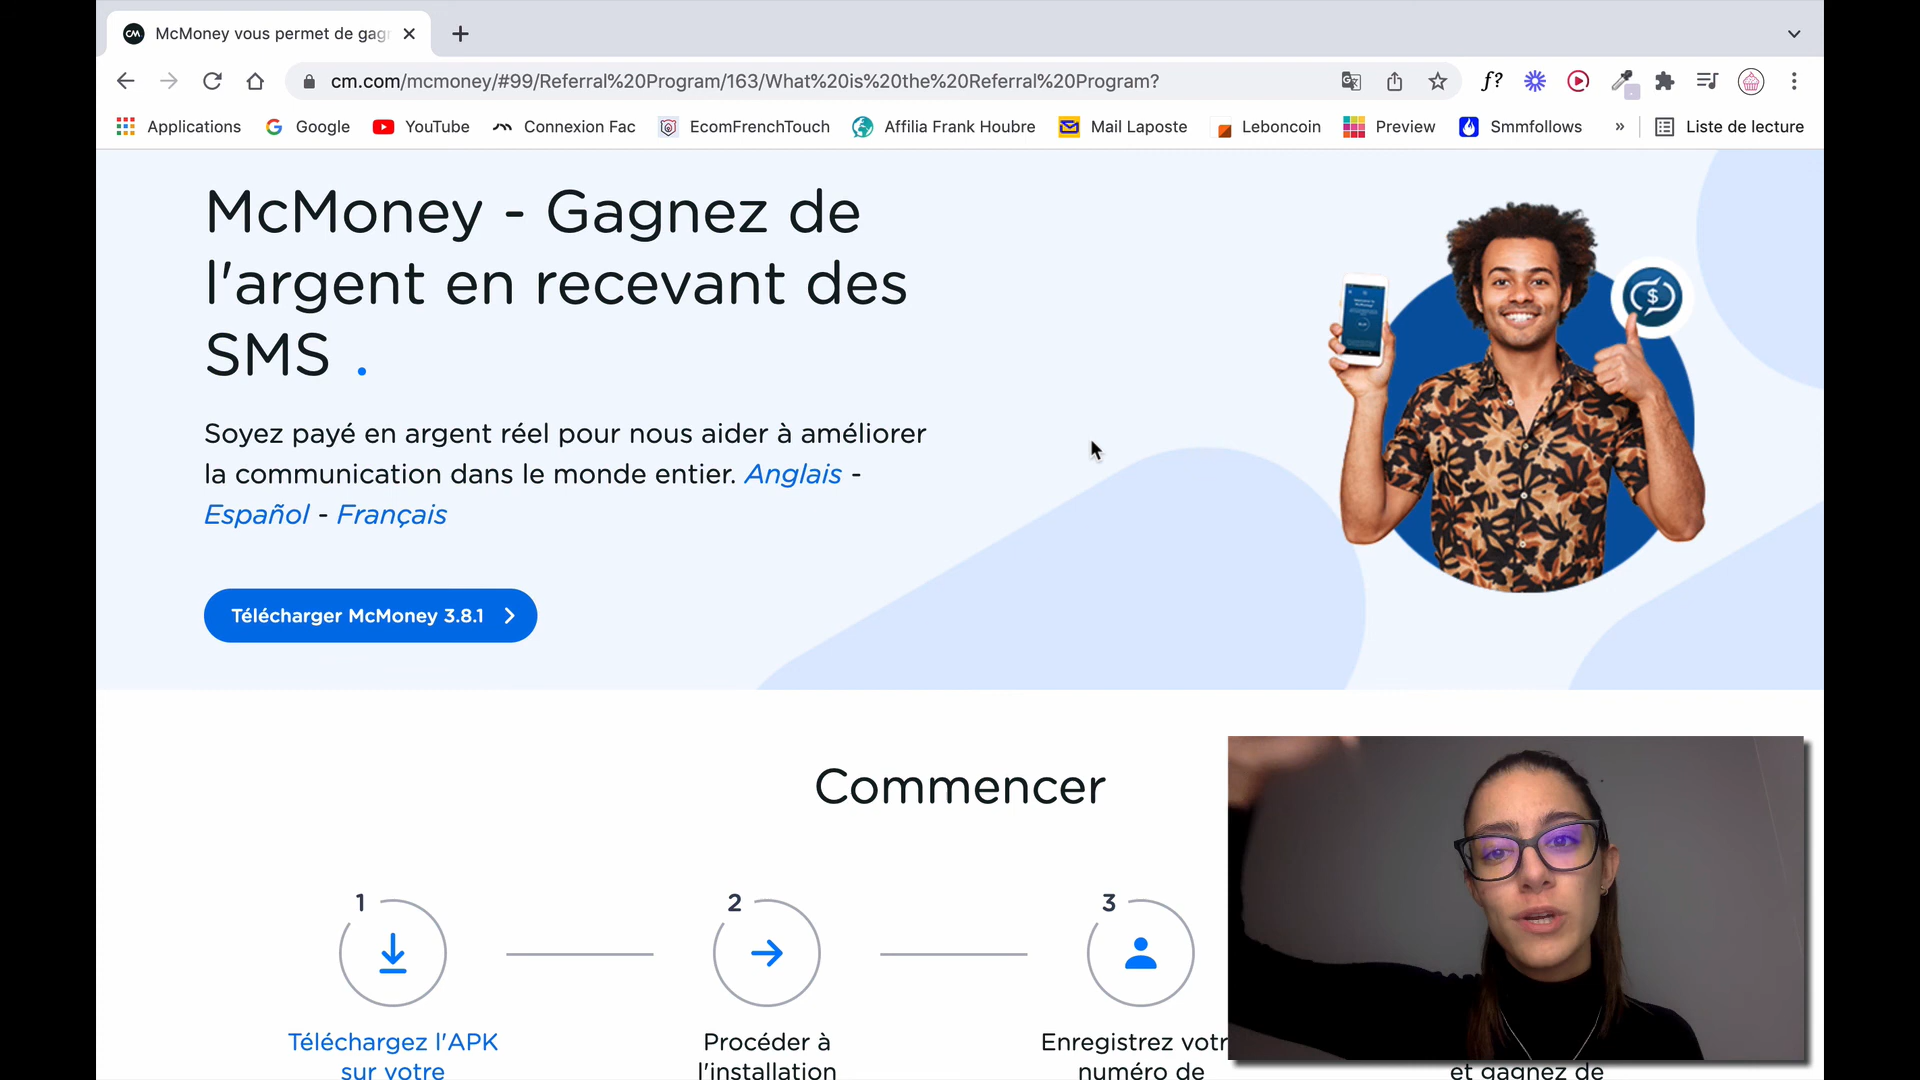 CM McMoney vous permet de gag
cm.com/mcmoney/#99/Referral%20Program/163/What%20is%20the%20Referral%20Program?
f?
Applications Google YouTube Connexion Fac EcomFrenchTouch Affilia Frank Houbre Mail Laposte Leboncoin Preview Smmfollows » Liste de lecture
McMoney - Gagnez de
l'argent en recevant des
SMS .
$
Soyez payé en argent réel pour nous aider à améliorer
la communication dans le monde entier. Anglais -
Español - Français
Télécharger McMoney 3.8.1
Commencer
1
2
3
Téléchargez l'APK
sur votre
Procéder à
l'installation
Enregistrez votr
numéro de
et gagnez de